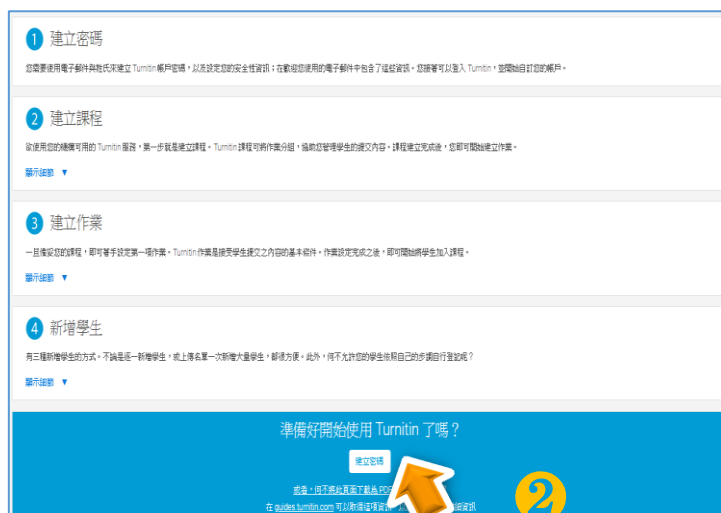 1 建立密碼
您需要使用電子郵件與姓氏來建立 Turnitin 帳戶密碼，以及設定您的安全性資訊；在歡迎您使用的電子郵件中包含了這些資訊。您接著可以登入 Turnitin，並開始自訂您的帳戶。
2 建立課程
欲使用您的機構可用的 Turnitin 服務，第一步就是建立課程。Turnitin 課程可將作業分組，協助您管理學生的提交內容。課程建立完成後，您即可開始建立作業。
顯示細節 ▼
3 建立作業
一旦備妥您的課程，即可著手設定第一項作業。Turnitin 作業是接受學生提交之內容的基本條件。作業設定完成之後，即可開始將學生加入課程。
顯示細節 ▼
4 新增學生
有三種新增學生的方式。不論是逐一新增學生，或上傳名單一次新增大量學生，都很方便。此外，何不允許您的學生依照自己的步調自行登記呢？
顯示細節 ▼
準備好開始使用 Turnitin 了嗎？
建立密碼
或者，何不將此頁面下載為 PDF
在 guides.turnitin.com 可以取得這項資訊 細資訊
2